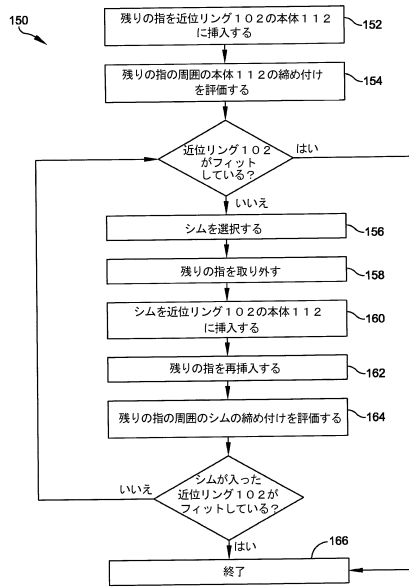 150
残りの指を近位リング１０２の本体１１２
に挿入する
152
残りの指の周囲の本体１１２の締め付け
を評価する
154
近位リング１０２
がフィット
している？
はい
いいえ
シムを選択する
156
残りの指を取り外す
158
シムを近位リング１０２の本体１１２
に挿入する
160
残りの指を再挿入する
162
残りの指の周囲のシムの締め付けを評価する
164
シムが入った
近位リング１０２が
フィットしている？
いいえ
はい
166
終了